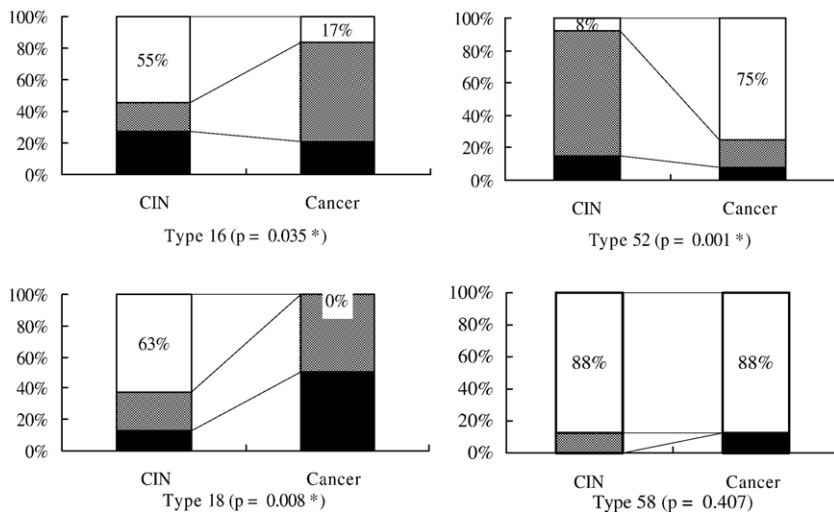 100%
80%
60%
40%
20%
0%
55%
17%
CIN
Cancer
Type 16 (p = 0.035 *)
100%
80%
60%
40%
20%
0%
8%
75%
CIN
Cancer
Type 52 (p = 0.001 *)
100%
80%
60%
40%
20%
0%
63%
0%
CIN
Cancer
Type 18 (p = 0.008 *)
100%
80%
60%
40%
20%
0%
88%
88%
CIN
Cancer
Type 58 (p = 0.407)